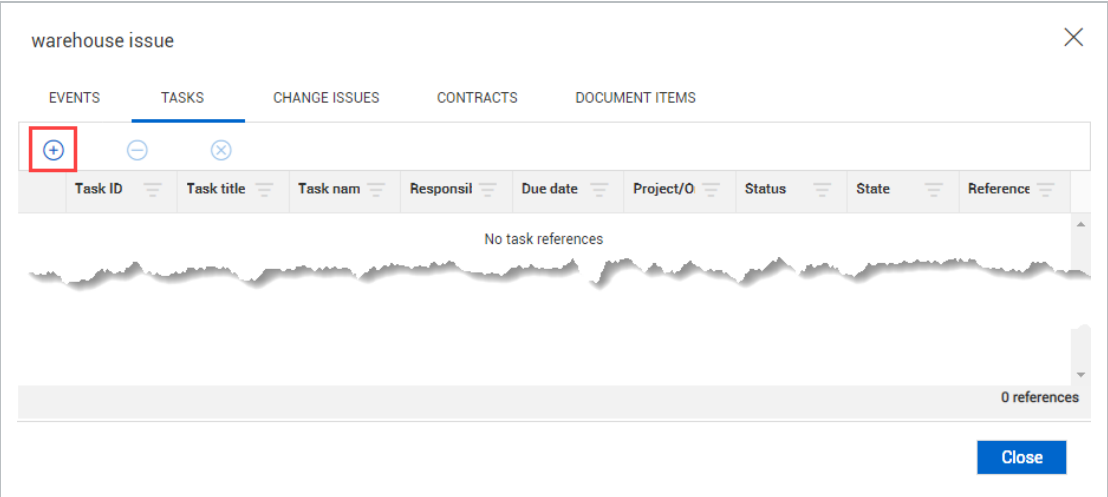 warehouse issue
EVENTS TASKS CHANGE ISSUES CONTRACTS DOCUMENT ITEMS
Task ID Task title Task nam Responsil Due date Project/O Status State Reference
No task references
0 references
Close